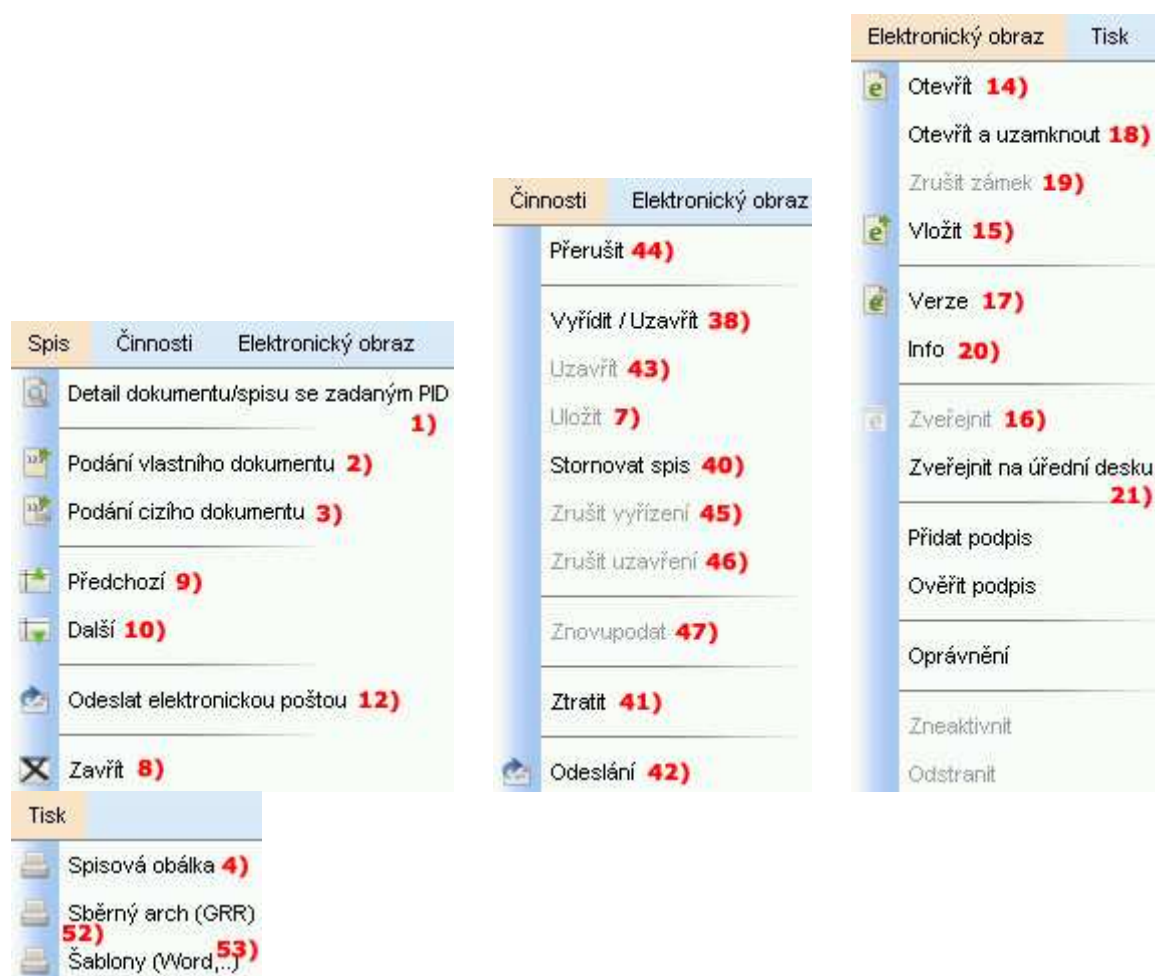 Spis Činnosti Elektronický obraz
Detail dokumentu/spisu se zadaným PID
1)
Podání vlastního dokumentu 2)
Podání cizího dokumentu 3)
Předchozí 9)
Další 10)
Odeslat elektronickou poštou 12)
Zavřít 8)
Činnosti Elektronický obraz
Přerušit 44)
Vyřídit / Uzavřít 38)
Uzavřít 43)
Uložit 7)
Stornovat spis 40)
Zrušit vyřízení 45)
Zrušit uzavření 46)
Znovupodat 47)
Ztratit 41)
Odeslání 42)
Elektronický obraz Tisk
Otevřít 14)
Otevřít a uzamknout 18)
Zrušit zámek 19)
Vložit 15)
Verze 17)
Info 20)
Zveřejnit 16)
Zveřejnit na úřední desku
21)
Přidat podpis
Ověřit podpis
Oprávnění
Zneaktivnit
Odstranit
Tisk
Spisová obálka 4)
Sběrný arch (GRR)
52)
Šablony (Word,..) 53)